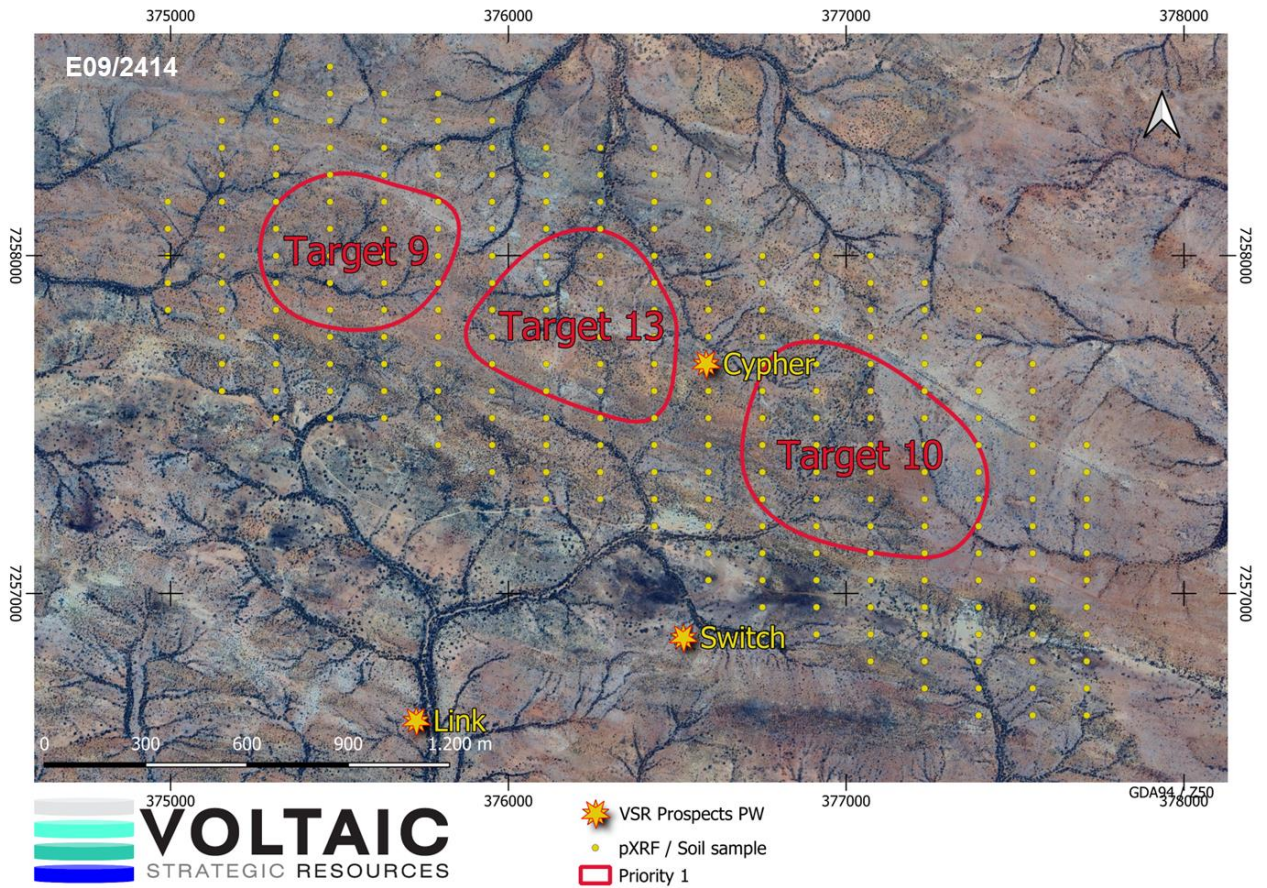 375000 376000 377000 378000
E09/2414
7258000 7258000
Target 9
Target 13
Cypher
Target 10
7257000 7257000
Switch
Link
0 300 600 900 1.200 m
375000 376000 377000 378000
GDA94 / 750
VOLTAIC
STRATEGIC RESOURCES
VSR Prospects PW
pXRF / Soil sample
Priority 1